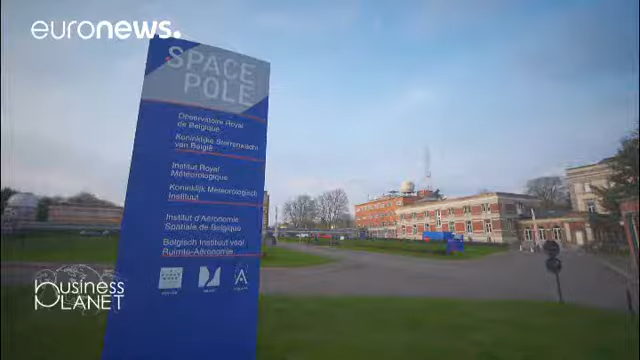 euronews.
SPACE
POLE
Observatoire Royal
de Belgique
Koninklijke Sterrenwacht
van België
Institut Royal
Météorologique
Koninklijk Meteorologisch
Instituut
Institut d'Aéronomie
Spatiale de Belgique
Belgisch Instituut voor
Ruimte-Aëronomie
business
PLANET